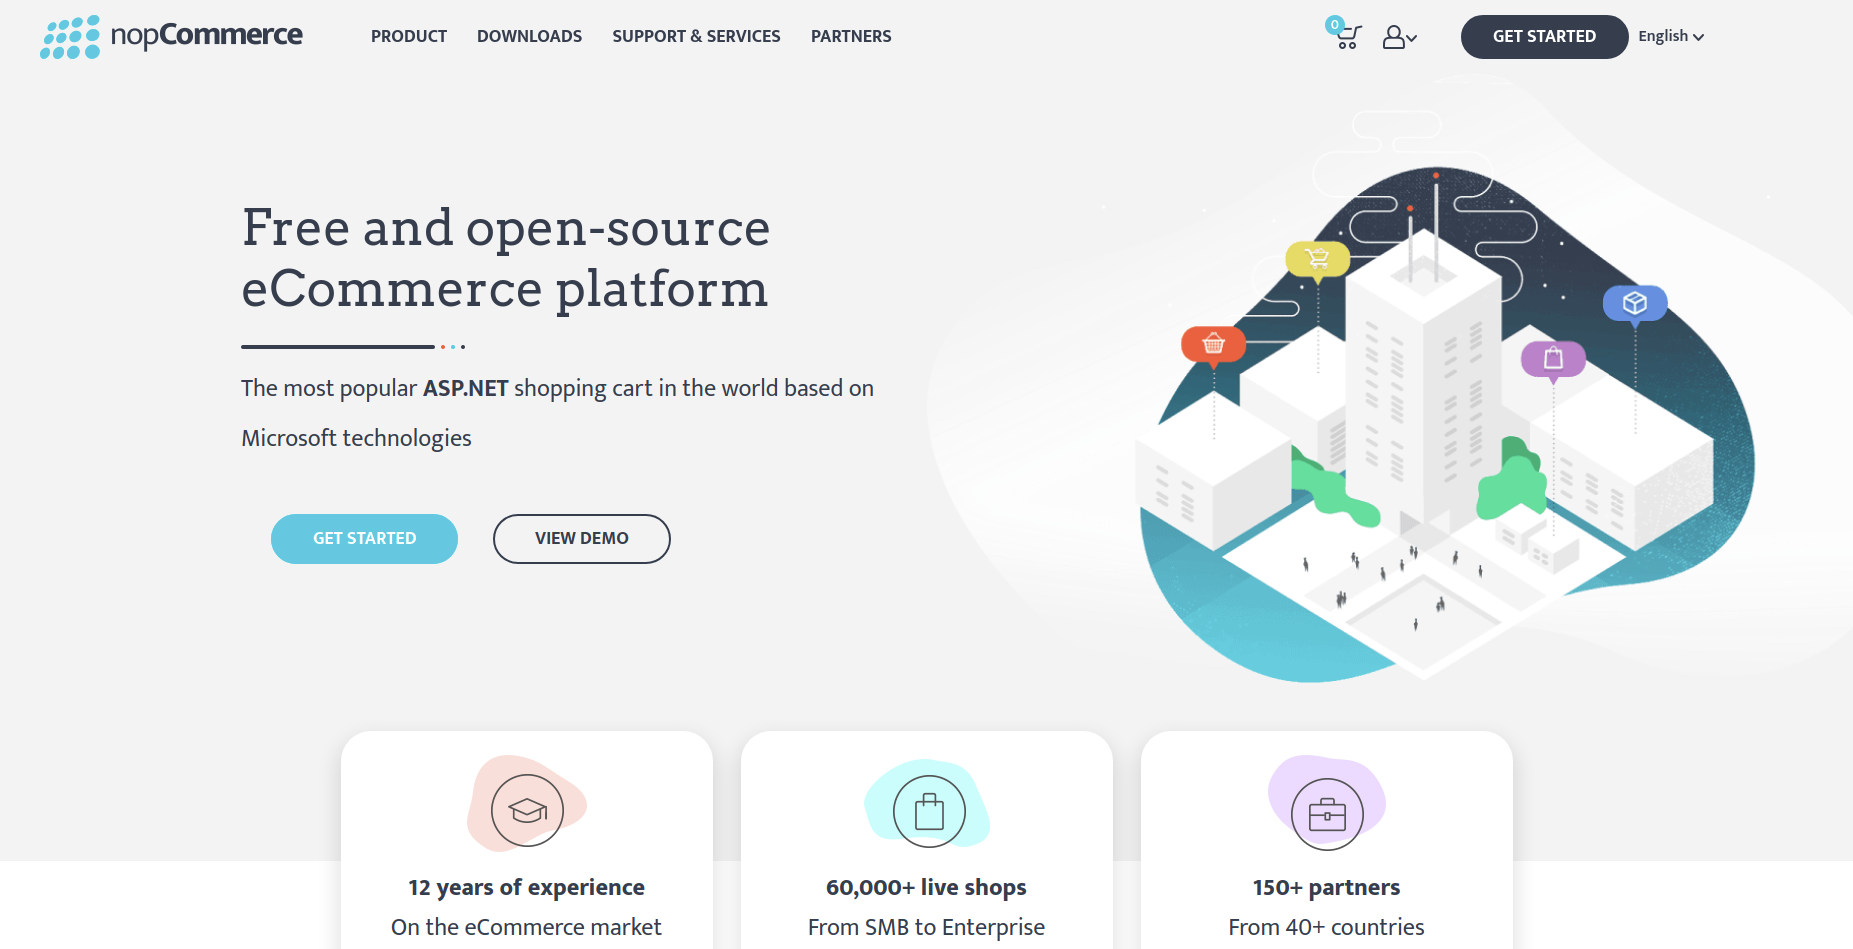 nopCommerce
PRODUCT DOWNLOADS SUPPORT & SERVICES PARTNERS
0
GET STARTED
English
Free and open-source
eCommerce platform
The most popular ASP.NET shopping cart in the world based on
Microsoft technologies
GET STARTED
VIEW DEMO
12 years of experience
On the eCommerce market
60,000+ live shops
From SMB to Enterprise
150+ partners
From 40+ countries